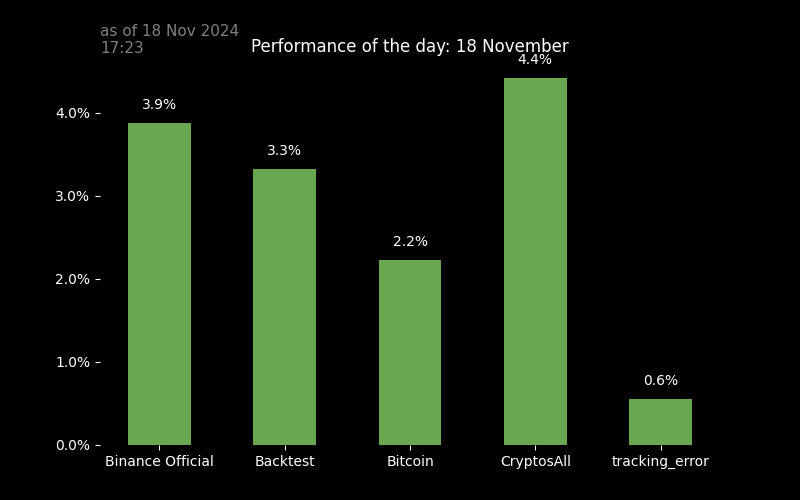 as of 18 Nov 2024
17:23
Performance of the day: 18 November
4.4%
3.9%
3.3%
2.2%
0.6%
4.0%
3.0%
2.0%
1.0%
0.0%
Binance Official
Backtest
Bitcoin
CryptosAll
tracking_error